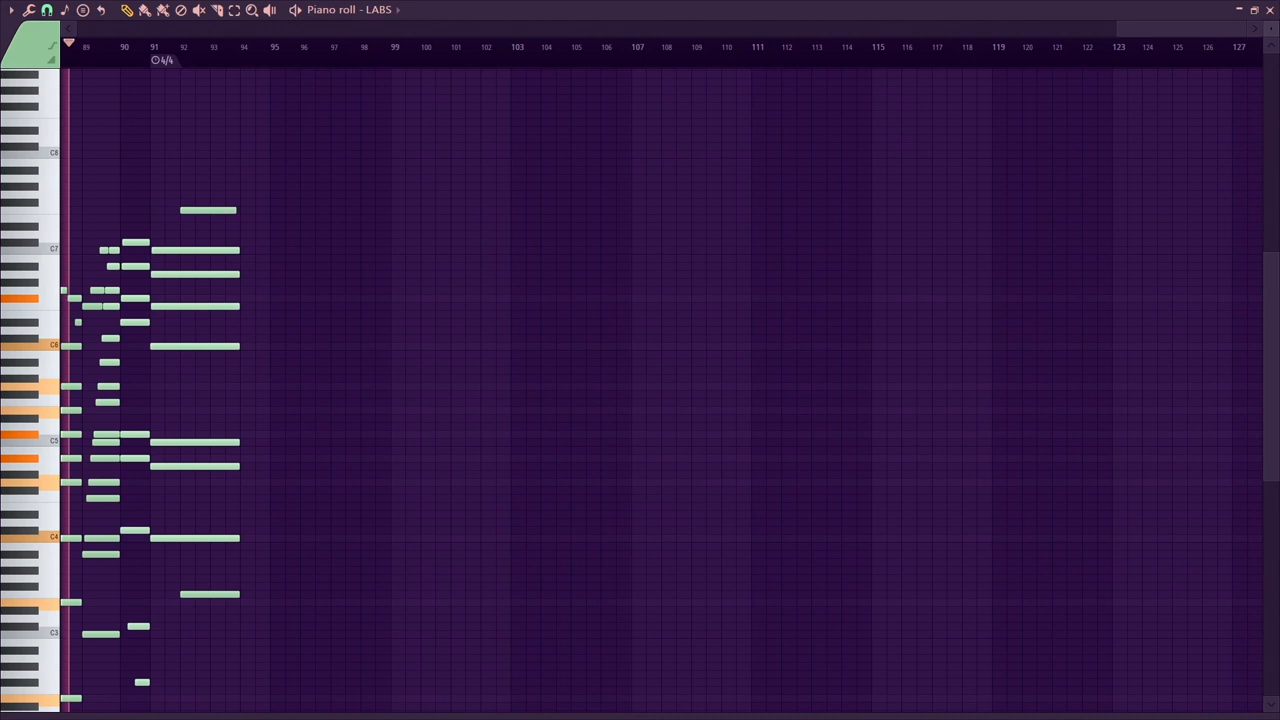 Piano roll - LABS
89 90 91 92 93 94 95 96 97 98 99 100 101 102 103 104 105 106 107 108 109 110 111 112 113 114 115 116 117 118 119 120 121 122 123 124 125 126 127
4/4
C8
C7
C6
C5
C4
C3